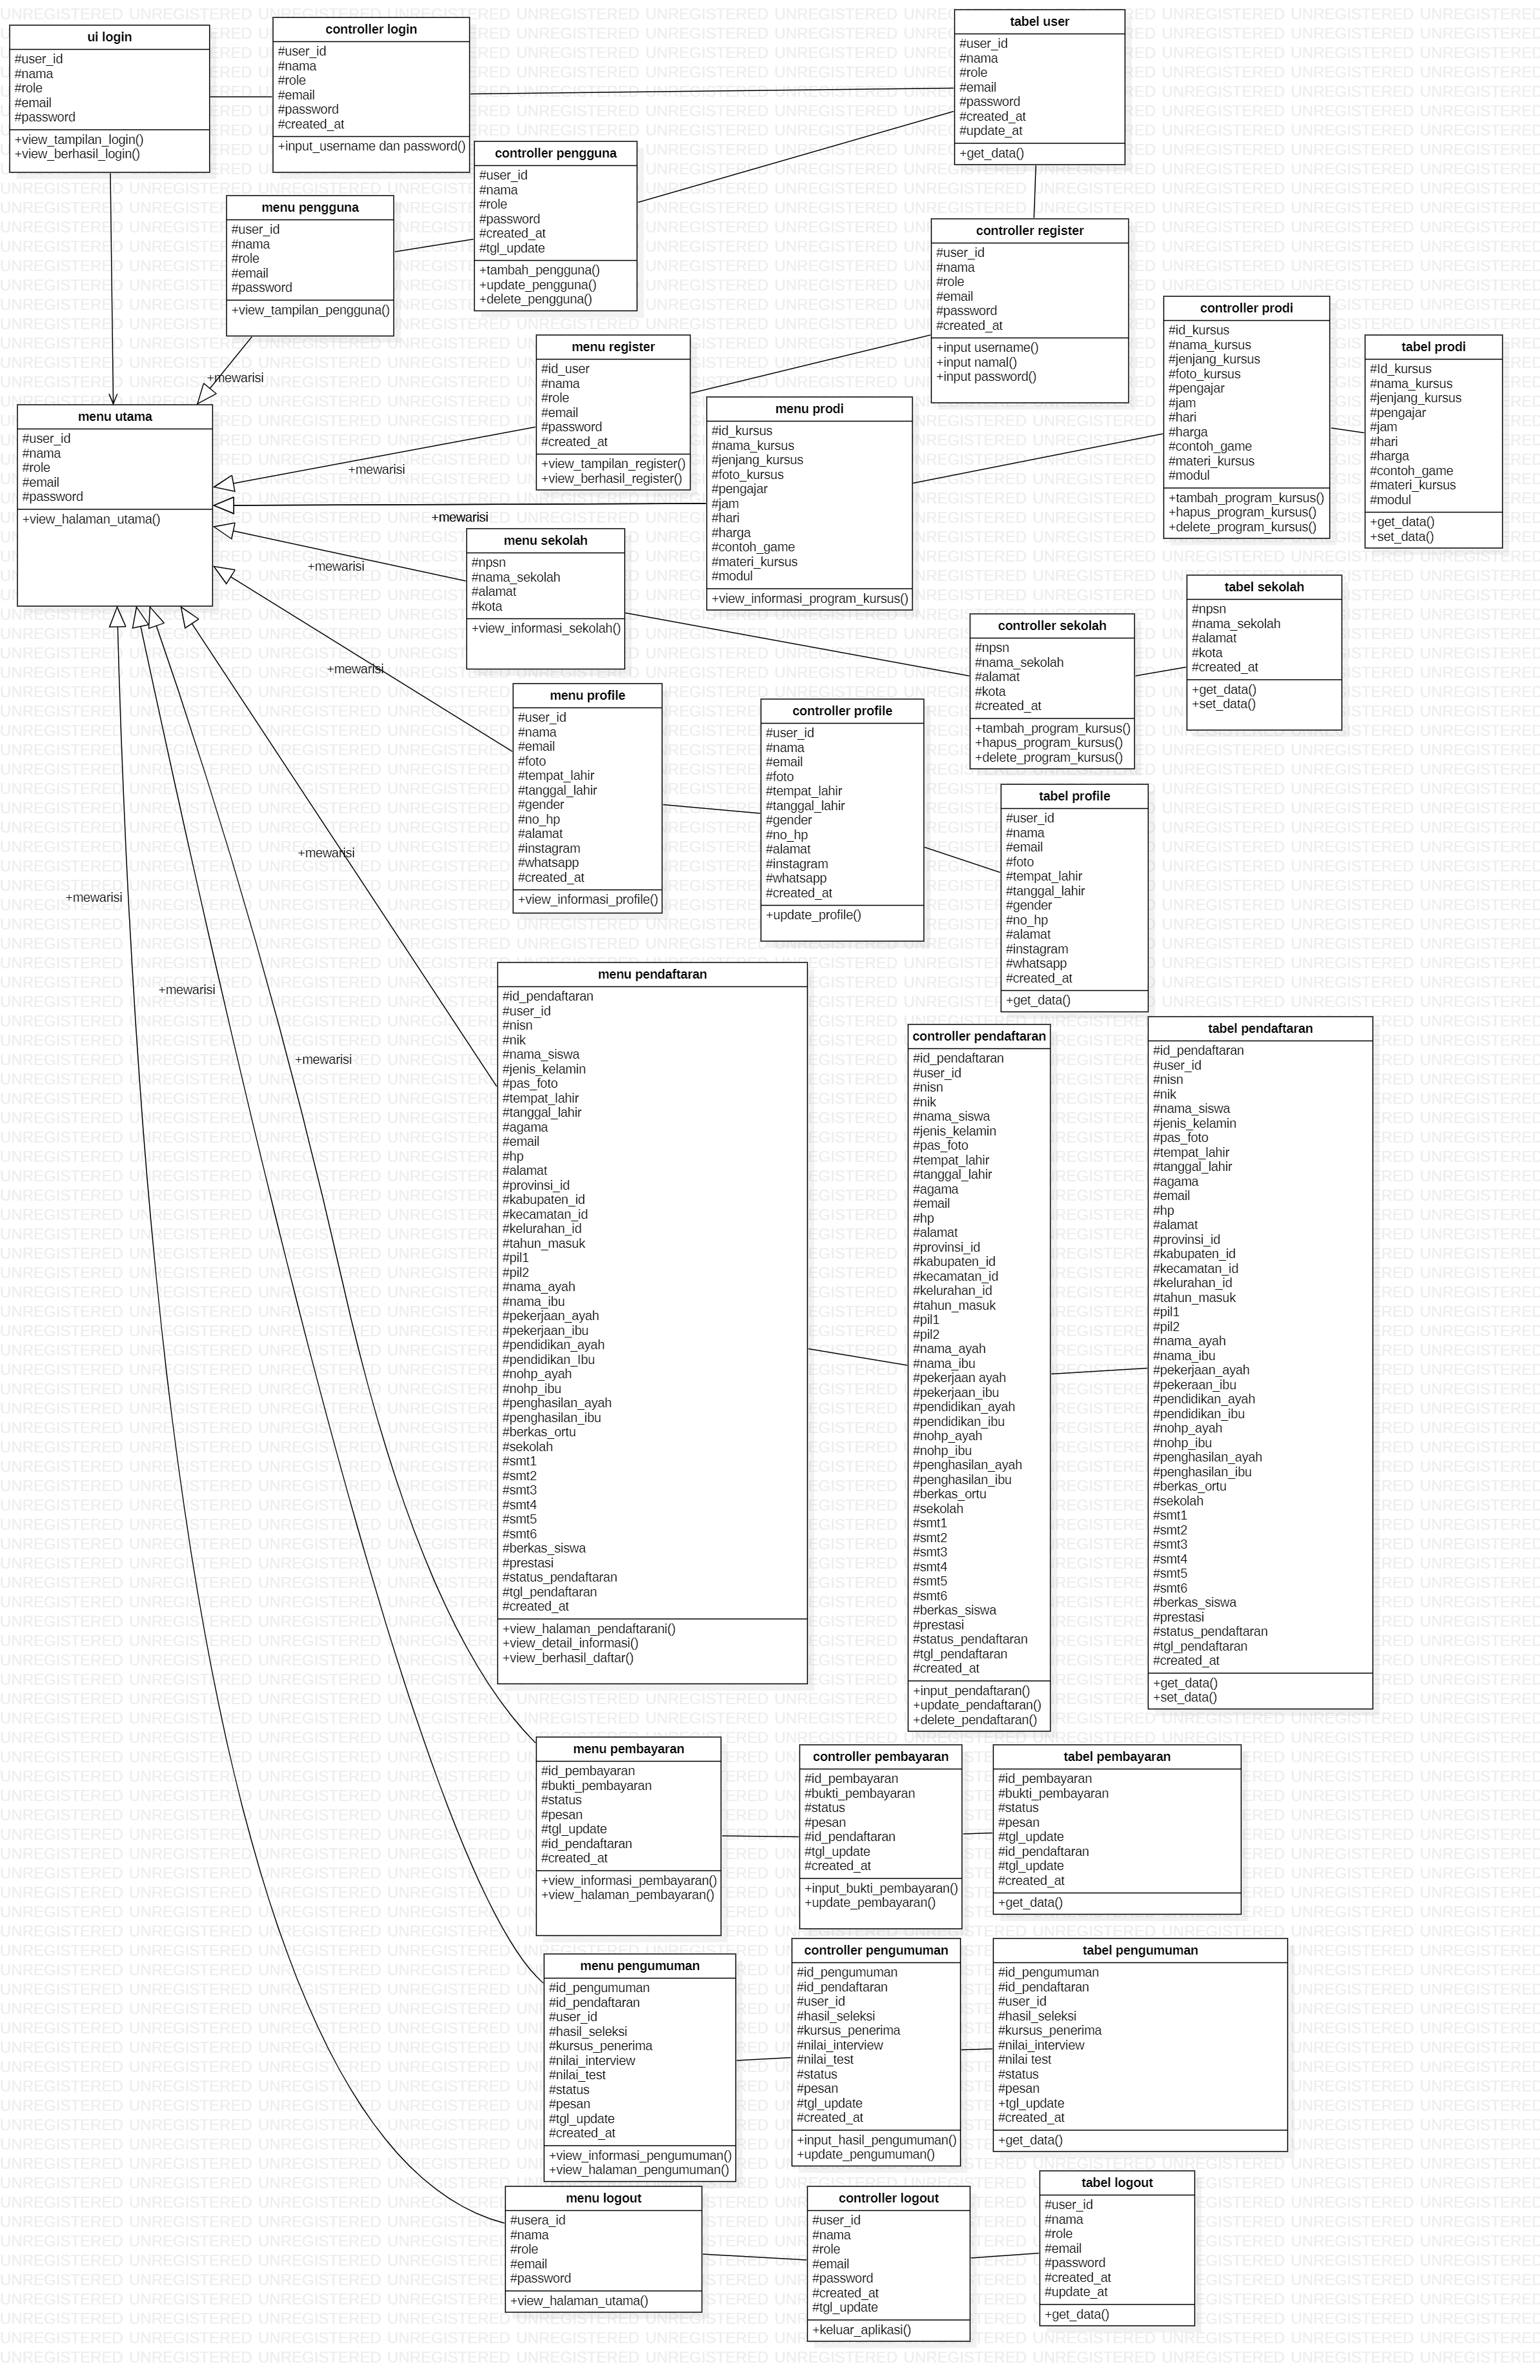 ui login
#user_id
#nama
#role
#email
#password
+view_tampilan_login()
+view_berhasil_login()
controller login
#user_id
#nama
#role
#email
#password
#created_at
+input_username dan password()
tabel user
#user_id
#nama
#role
#email
#password
#created_at
#update_at
+get_data()
controller pengguna
#user_id
#nama
#role
#password
#created_at
#tgl_update
+tambah_pengguna()
+update_pengguna()
+delete_pengguna()
menu pengguna
#user_id
#nama
#role
#email
#password
+view_tampilan_pengguna()
controller register
#user_id
#nama
#role
#email
#password
#created_at
+input username()
+input namal()
+input password()
controller prodi
#id_kursus
#nama_kursus
#jenjang_kursus
#foto_kursus
#pengajar
#jam
#hari
#harga
#contoh_game
#materi_kursus
#modul
+tambah_program_kursus()
+hapus_program_kursus()
+delete_program_kursus()
tabel prodi
#Id_kursus
#nama_kursus
#jenjang_kursus
#pengajar
#jam
#hari
#harga
#contoh_game
#materi_kursus
#modul
+get_data()
+set_data()
menu register
#id_user
#nama
#role
#email
#password
#created_at
+view_tampilan_register()
+view_berhasil_register()
+mewarisi
menu utama
#user_id
#nama
#role
#email
#password
+view_halaman_utama()
+mewarisi
menu prodi
#id_kursus
#nama_kursus
#jenjang_kursus
#foto_kursus
#pengajar
#jam
#hari
#harga
#contoh_game
#materi_kursus
#modul
+view_informasi_program_kursus()
+mewarisi
menu sekolah
#npsn
#nama_sekolah
#alamat
#kota
+view_informasi_sekolah()
+mewarisi
tabel sekolah
#npsn
#nama_sekolah
#alamat
#kota
#created_at
+get_data()
+set_data()
controller sekolah
#npsn
#nama_sekolah
#alamat
#kota
#created_at
+tambah_program_kursus()
+hapus_program_kursus()
+delete_program_kursus()
+mewarisi
menu profile
#user_id
#nama
#email
#foto
#tempat_lahir
#tanggal_lahir
#gender
#no_hp
#alamat
#instagram
#whatsapp
#created_at
+view_informasi_profile()
controller profile
#user_id
#nama
#email
#foto
#tempat_lahir
#tanggal_lahir
#gender
#no_hp
#alamat
#instagram
#whatsapp
#created_at
+update_profile()
tabel profile
#user_id
#nama
#email
#foto
#tempat_lahir
#tanggal_lahir
#gender
#no_hp
#alamat
#instagram
#whatsapp
#created_at
+get_data()
+mewarisi
+mewarisi
+mewarisi
+mewarisi
menu pendaftaran
#id_pendaftaran
#user_id
#nisn
#nik
#nama_siswa
#jenis_kelamin
#pas_foto
#tempat_lahir
#tanggal_lahir
#agama
#email
#hp
#alamat
#provinsi_id
#kabupaten_id
#kecamatan_id
#kelurahan_id
#tahun_masuk
#pil1
#pil2
#nama_ayah
#nama_ibu
#pekerjaan_ayah
#pekerjaan_ibu
#pendidikan_ayah
#pendidikan_Ibu
#nohp_ayah
#nohp_ibu
#penghasilan_ayah
#penghasilan_ibu
#berkas_ortu
#sekolah
#smt1
#smt2
#smt3
#smt4
#smt5
#smt6
#berkas_siswa
#prestasi
#status_pendaftaran
#tgl_pendaftaran
#created_at
+view_halaman_pendaftarani()
+view_detail_informasi()
+view_berhasil_daftar()
controller pendaftaran
#id_pendaftaran
#user_id
#nisn
#nik
#nama_siswa
#jenis_kelamin
#pas_foto
#tempat_lahir
#tanggal_lahir
#agama
#email
#hp
#alamat
#provinsi_id
#kabupaten_id
#kecamatan_id
#kelurahan_id
#tahun_masuk
#pil1
#pil2
#nama_ayah
#nama_ibu
#pekerjaan ayah
#pekerjaan_ibu
#pendidikan_ayah
#pendidikan_ibu
#nohp_ayah
#nohp_ibu
#penghasilan_ayah
#penghasilan_ibu
#berkas_ortu
#sekolah
#smt1
#smt2
#smt3
#smt4
#smt5
#smt6
#berkas_siswa
#prestasi
#status_pendaftaran
#tgl_pendaftaran
#created_at
+input_pendaftaran()
+update_pendaftaran()
+delete_pendaftaran()
tabel pendaftaran
#id_pendaftaran
#user_id
#nisn
#nik
#nama_siswa
#jenis_kelamin
#pas_foto
#tempat_lahir
#tanggal_lahir
#agama
#email
#hp
#alamat
#provinsi_id
#kabupaten_id
#kecamatan_id
#kelurahan_id
#tahun_masuk
#pil1
#pil2
#nama_ayah
#nama_ibu
#pekerjaan_ayah
#pekeraan_ibu
#pendidikan_ayah
#pendidikan_ibu
#nohp_ayah
#nohp_ibu
#penghasilan_ayah
#penghasilan_ibu
#berkas_ortu
#sekolah
#smt1
#smt2
#smt3
#smt4
#smt5
#smt6
#berkas_siswa
#prestasi
#status_pendaftaran
#tgl_pendaftaran
#created_at
+get_data()
+set_data()
menu pembayaran
#id_pembayaran
#bukti_pembayaran
#status
#pesan
#tgl_update
#id_pendaftaran
#created_at
+view_informasi_pembayaran()
+view_halaman_pembayaran()
controller pembayaran
#id_pembayaran
#bukti_pembayaran
#status
#pesan
#id_pendaftaran
#tgl_update
#created_at
+input_bukti_pembayaran()
+update_pembayaran()
tabel pembayaran
#id_pembayaran
#bukti_pembayaran
#status
#pesan
#tgl_update
#id_pendaftaran
#tgl_update
#created_at
+get_data()
menu pengumuman
#id_pengumuman
#id_pendaftaran
#user_id
#hasil_seleksi
#kursus_penerima
#nilai_interview
#nilai_test
#status
#pesan
#tgl_update
#created_at
+view_informasi_pengumuman()
+view_halaman_pengumuman()
controller pengumuman
#id_pengumuman
#id_pendaftaran
#user_id
#hasil_seleksi
#kursus_penerima
#nilai_interview
#nilai_test
#status
#pesan
#tgl_update
#created_at
+input_hasil_pengumuman()
+update_pengumuman()
tabel pengumuman
#id_pengumuman
#id_pendaftaran
#user_id
#hasil_seleksi
#kursus_penerima
#nilai_interview
#nilai test
#status
#pesan
+tgl_update
#created_at
+get_data()
menu logout
#usera_id
#nama
#role
#email
#password
+view_halaman_utama()
controller logout
#user_id
#nama
#role
#email
#password
#created_at
#tgl_update
+keluar_aplikasi()
tabel logout
#user_id
#nama
#role
#email
#password
#created_at
#update_at
+get_data()